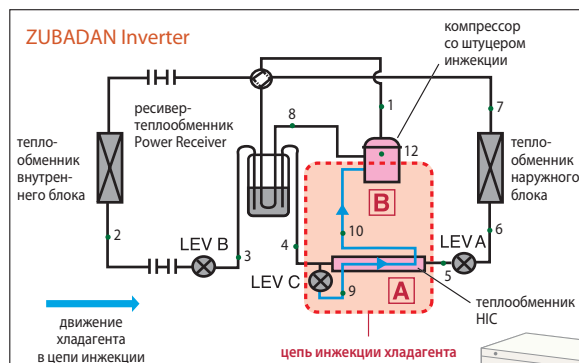 ZUBADAN Inverter
компрессор
со штуцером
инжекции
ресивер-
теплообменник
Power Receiver
8
1
7
12
тепло-
обменник
внутрен-
него блока
тепло-
обменник
наружного
блока
B
2
10
6
LEV B
3
4
LEV A
5
LEV C
9
A
теплообменник
HIC
движение
хладагента
в цепи инжекции
цепь инжекции хладагента